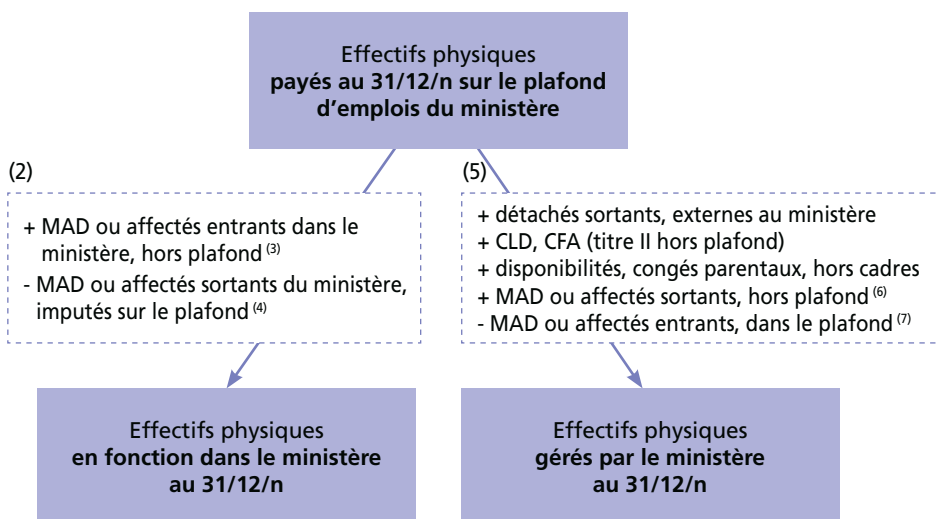 Effectifs physiques
payés au 31/12/n sur le plafond
d'emplois du ministère
(2)
+ MAD ou affectés entrants dans le
ministère, hors plafond (3)
- MAD ou affectés sortants du ministère,
imputés sur le plafond (4)
(5)
+ détachés sortants, externes au ministère
+ CLD, CFA (titre II hors plafond)
+ disponibilités, congés parentaux, hors cadres
+ MAD ou affectés sortants, hors plafond (6)
- MAD ou affectés entrants, dans le plafond (7)
Effectifs physiques
en fonction dans le ministère
au 31/12/n
Effectifs physiques
gérés par le ministère
au 31/12/n